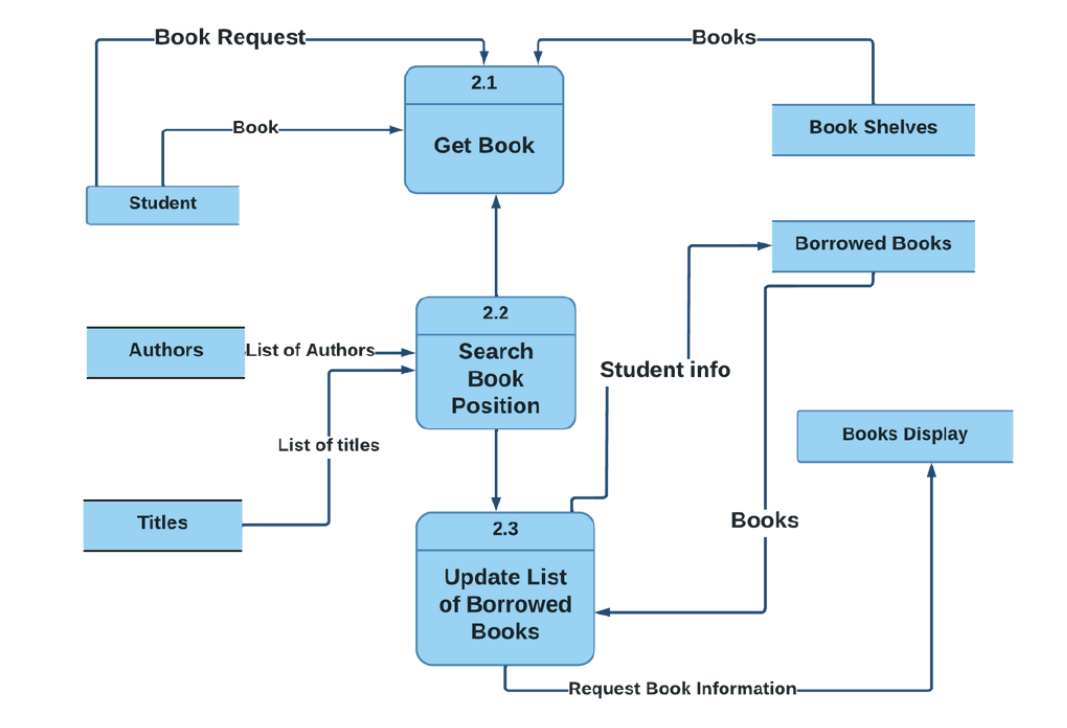 Book Request
Books
2.1
Get Book
Book
Book Shelves
Student
Borrowed Books
2.2
Search
Book
Position
Authors
List of Authors
Student info
List of titles
Books Display
Titles
2.3
Update List
of Borrowed
Books
Books
Request Book Information